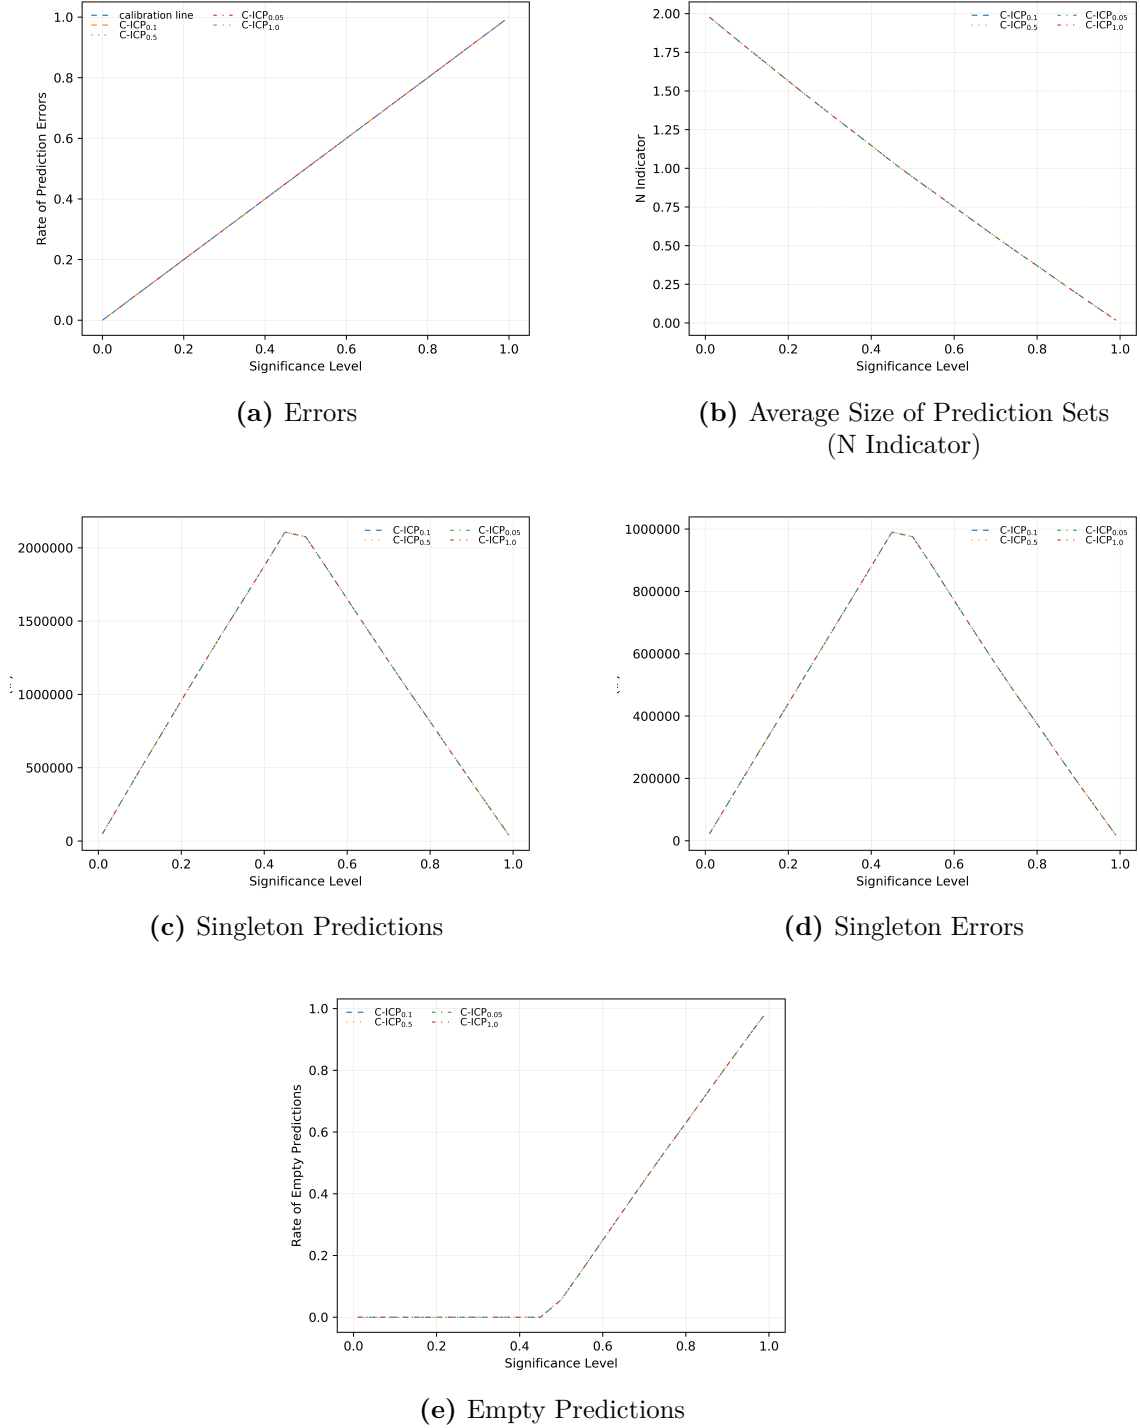 1.0
0.8
0.6
0.4
0.2
0.0
Rate of Prediction Errors
calibration line
C-ICP0.1
C-ICP0.5
C-ICP0.05
C-ICP1.0
0.0 0.2 0.4 0.6 0.8 1.0
Significance Level
(a) Errors
2.00
1.75
1.50
1.25
1.00
0.75
0.50
0.25
0.00
N Indicator
C-ICP0.1
C-ICP0.5
C-ICP0.05
C-ICP1.0
0.0 0.2 0.4 0.6 0.8 1.0
Significance Level
(b) Average Size of Prediction Sets
(N Indicator)
2000000
1500000
1000000
500000
0
C-ICP0.1
C-ICP0.5
C-ICP0.05
C-ICP1.0
0.0 0.2 0.4 0.6 0.8 1.0
Significance Level
(c) Singleton Predictions
1000000
800000
600000
400000
200000
0
C-ICP0.1
C-ICP0.5
C-ICP0.05
C-ICP1.0
0.0 0.2 0.4 0.6 0.8 1.0
Significance Level
(d) Singleton Errors
1.0
0.8
0.6
0.4
0.2
0.0
Rate of Empty Predictions
C-ICP0.1
C-ICP0.5
C-ICP0.05
C-ICP1.0
0.0 0.2 0.4 0.6 0.8 1.0
Significance Level
(e) Empty Predictions